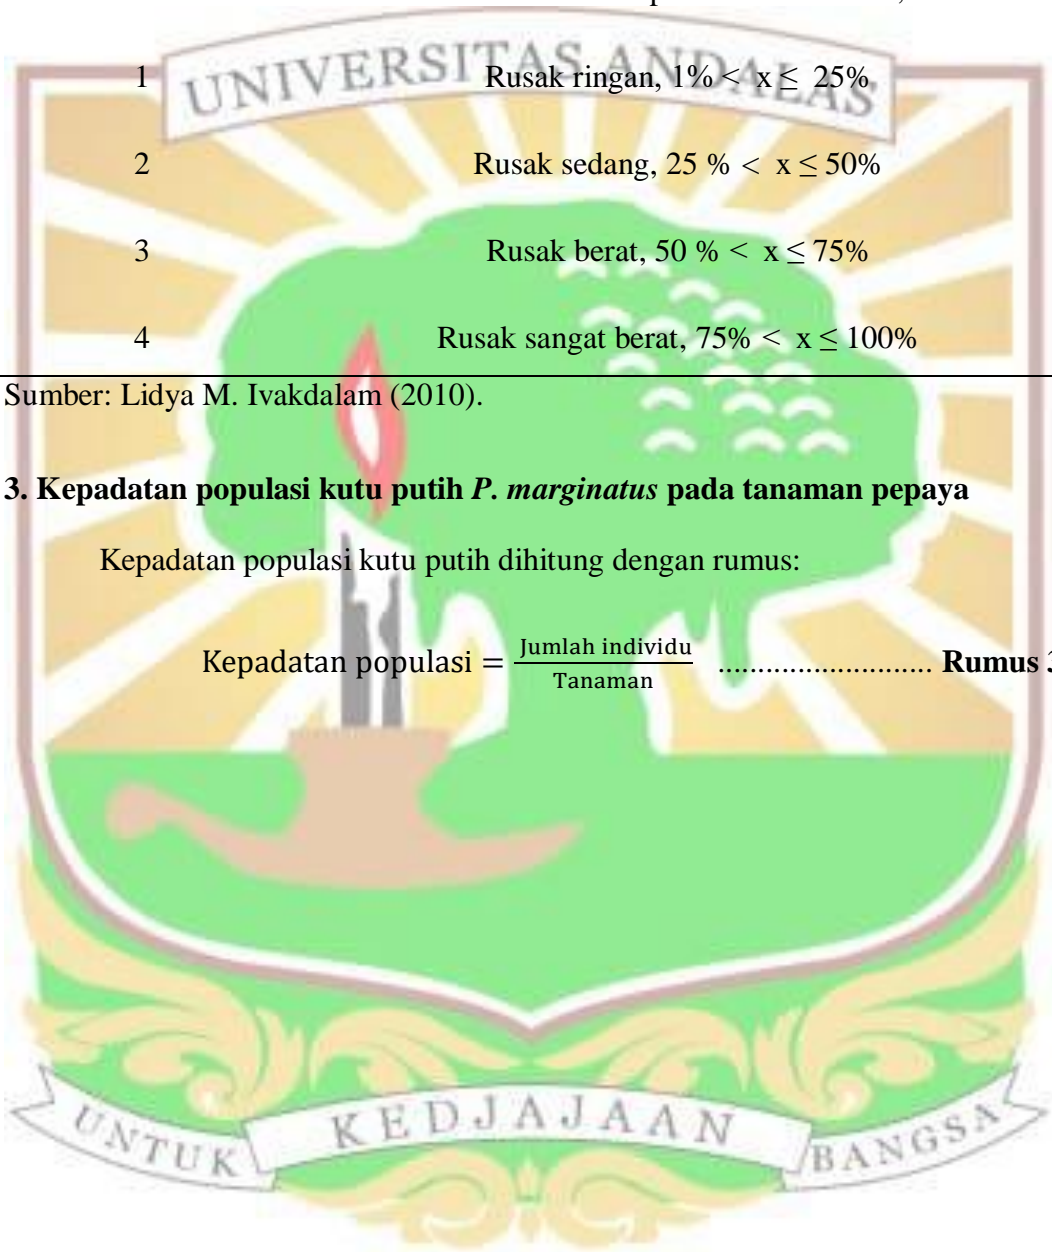 UNIVERSITAS ANDALAS
1 Rusak ringan, 1% < x ≤ 25%
2 Rusak sedang, 25 % < x ≤ 50%
3 Rusak berat, 50 % < x ≤ 75%
4 Rusak sangat berat, 75% < x ≤ 100%
Sumber: Lidya M. Ivakdalam (2010).
3. Kepadatan populasi kutu putih P. marginatus pada tanaman pepaya
Kepadatan populasi kutu putih dihitung dengan rumus:
Kepadatan populasi = Jumlah individu / Tanaman ........................... Rumus 3
UNTUK KEDJAJAAN BANGSA